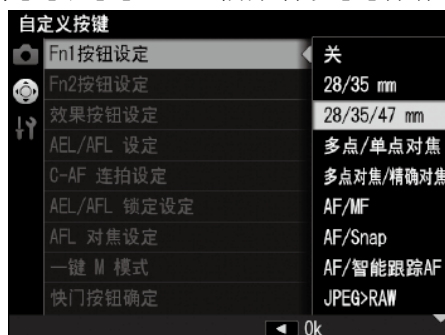 自定义按键
Fn1按钮设定
关
Fn2按钮设定
28/35 mm
效果按钮设定
28/35/47 mm
AEL/AFL 设定
多点/单点对焦
C-AF 连拍设定
多点对焦/精确对焦
AEL/AFL 锁定设定
AF/MF
AFL 对焦设定
AF/Snap
一键 M 模式
AF/智能跟踪AF
快门按钮确定
JPEG>RAW
Ok